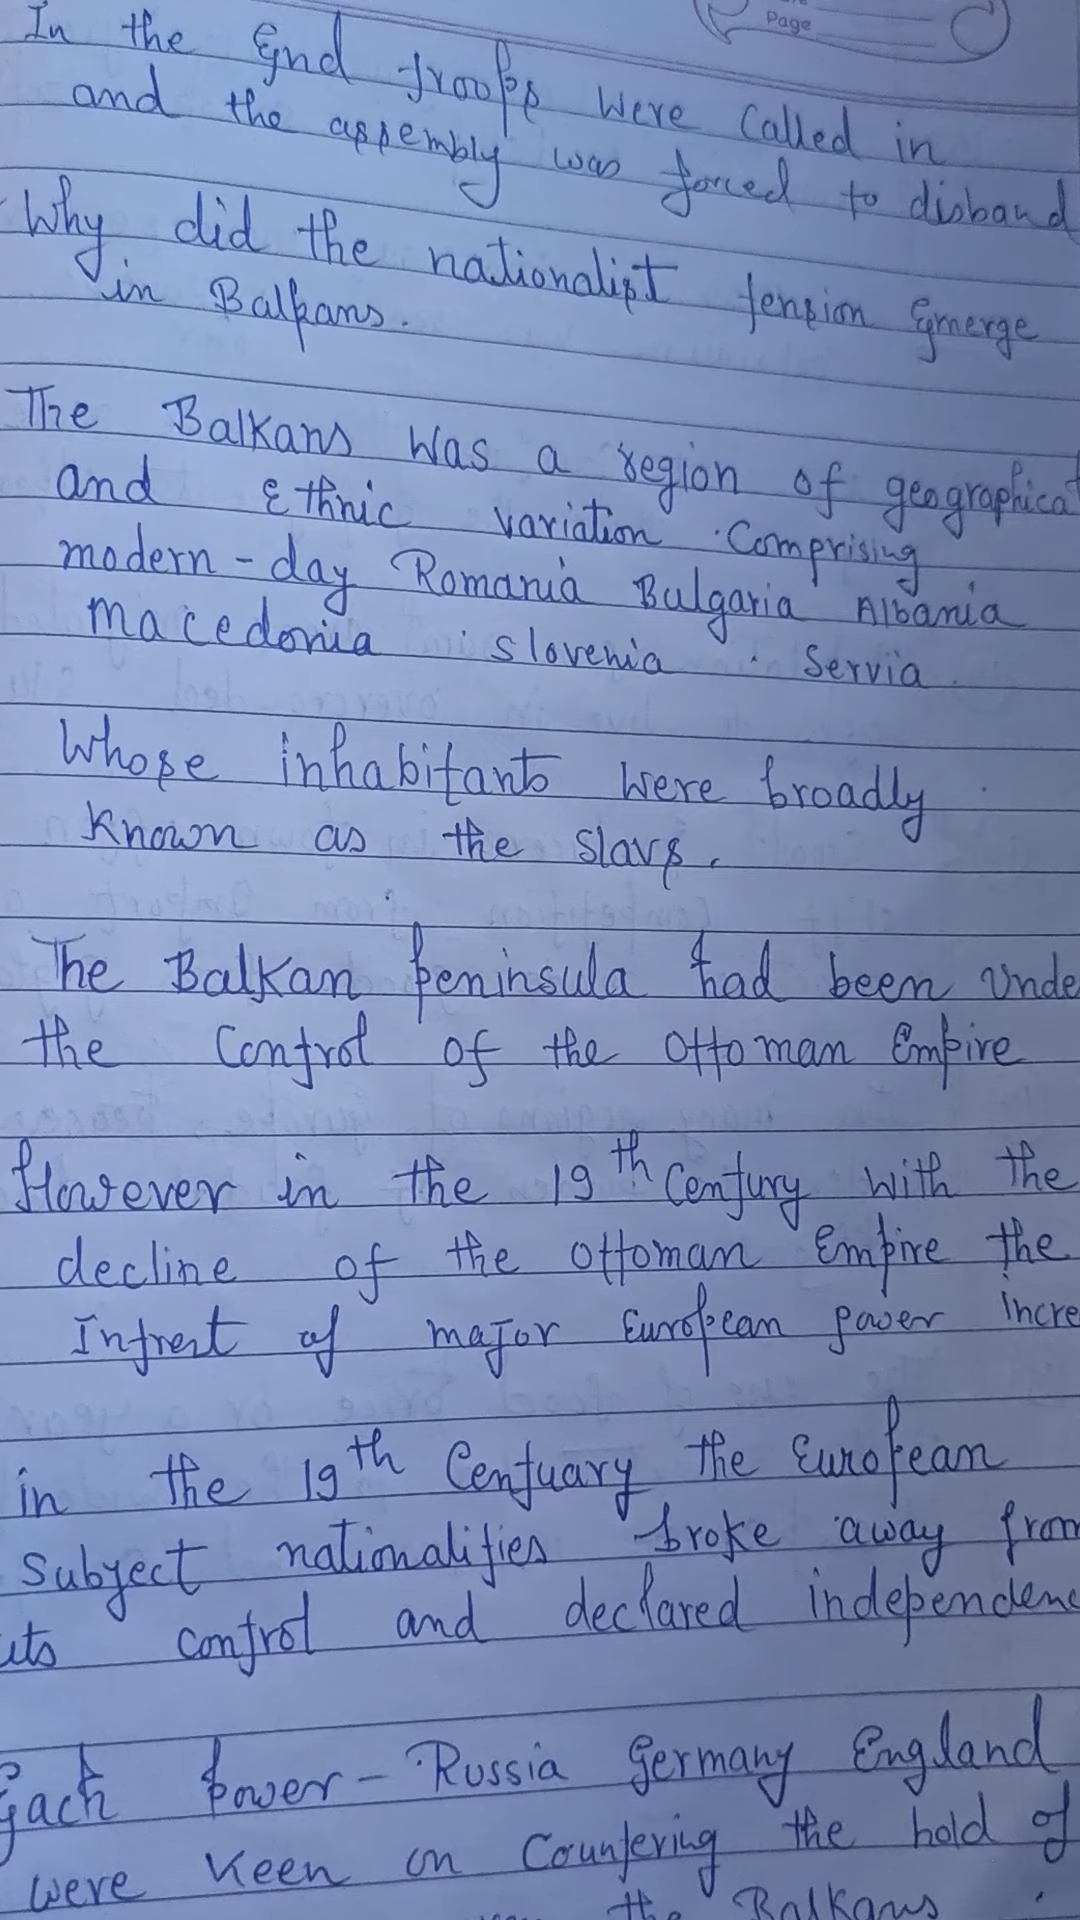 Page
In the End troops were called in
and the assembly was forced to disband
Why did the nationalist tension Emerge
in Balkans.
The Balkans was a region of geographica
and Ethnic variation Comprising
modern-day Romania Bulgaria Albania
Macedonia Slovenia Servia
Whose inhabitants were broadly
known as the slavs.
The Balkan peninsula had been Unde
the Control of the Ottoman Empire
However in the 19th Century with the
decline of the Ottoman Empire the
Intrest of major European power incre
in the 19th Centuary the European
Subject nationalities broke away from
its control and declared independenc
Each power - Russia Germany England
were keen on Countering the hold of
the Balkans